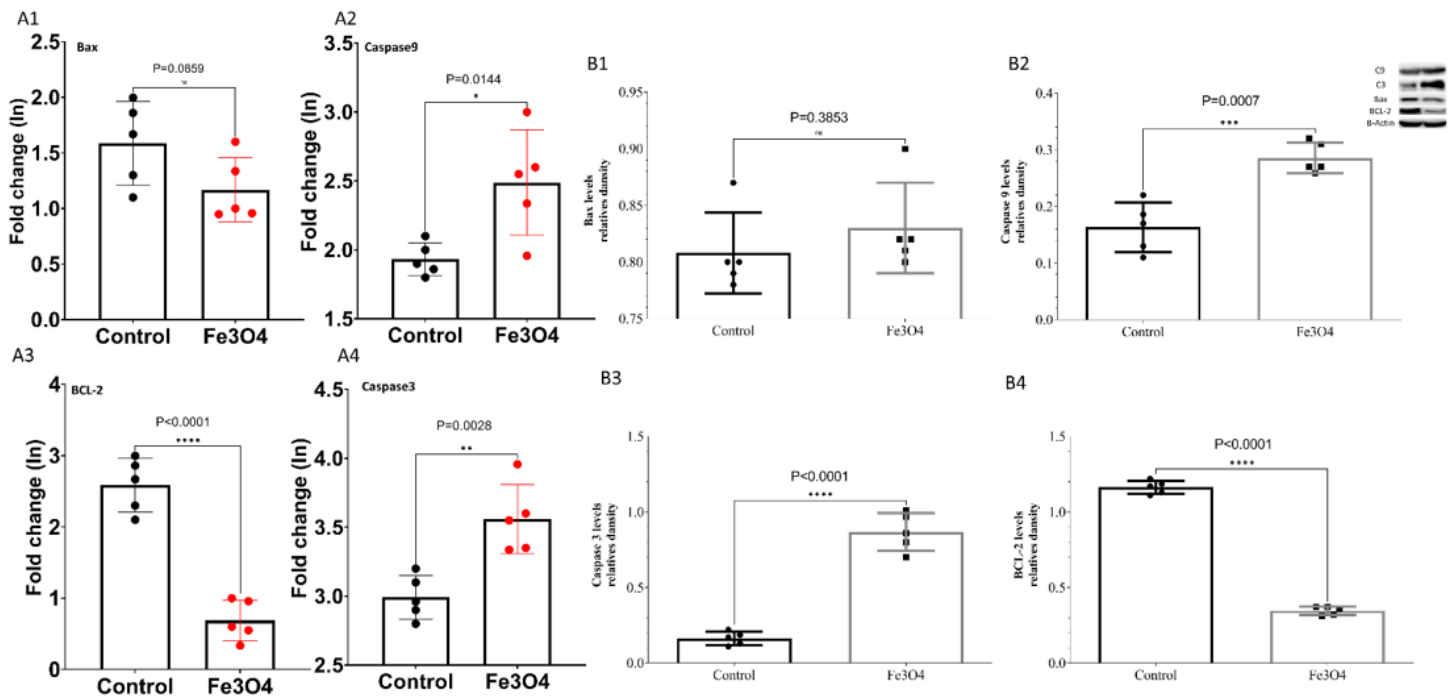 A1
Bax
2.5
2.0
1.5
1.0
0.5
0.0
Fold change (ln)
P=0.0859
Control
Fe3O4
A2
Caspase9
3.5
3.0
2.5
2.0
1.5
Fold change (ln)
P=0.0144
*
Control
Fe3O4
B1
0.95
0.90
0.85
0.80
0.75
Bax levels
relatives dansity
P=0.3853
Control
Fe3O4
B2
0.4
0.3
0.2
0.1
0.0
Caspase 9 levels
relatives dansity
P=0.0007
***
Control
Fe3O4
C9
C3
Bax
BCL-2
B-Actin
A3
BCL-2
4
3
2
1
0
Fold change (ln)
P<0.0001
****
Control
Fe3O4
A4
Caspase3
4.5
4.0
3.5
3.0
2.5
Fold change (ln)
P=0.0028
**
Control
Fe3O4
B3
1.5
1.0
0.5
0.0
Caspase 3 levels
relatives dansity
P<0.0001
****
Control
Fe3O4
B4
1.5
1.0
0.5
0.0
BCL-2 levels
relatives dansity
P<0.0001
****
Control
Fe3O4